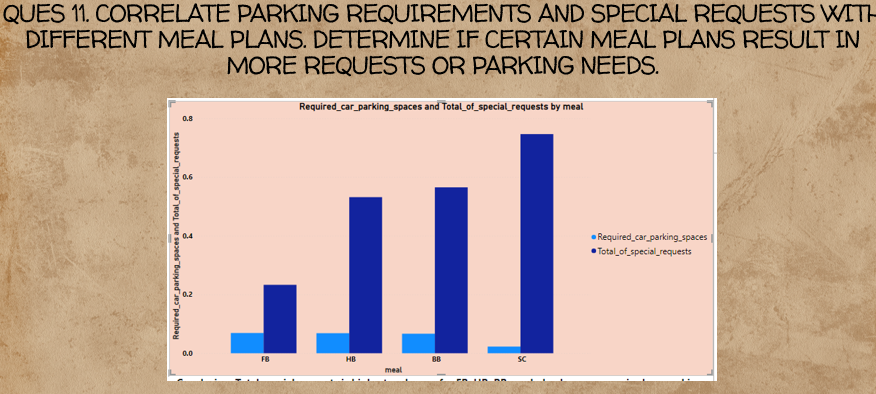 QUES 11. CORRELATE PARKING REQUIREMENTS AND SPECIAL REQUESTS WITH
DIFFERENT MEAL PLANS. DETERMINE IF CERTAIN MEAL PLANS RESULT IN
MORE REQUESTS OR PARKING NEEDS.
Required_car_parking_spaces and Total_of_special_requests by meal
Required_car_parking_spaces and Total_of_special_requests
0.8
0.6
0.4
0.2
0.0
FB HB BB SC
meal
Required_car_parking_spaces
Total_of_special_requests